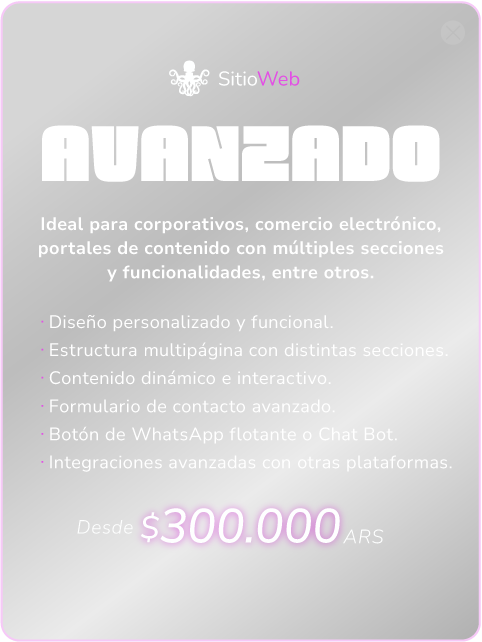 SitioWeb
AVANZADO
Ideal para corporativos, comercio electrónico,
portales de contenido con múltiples secciones
y funcionalidades, entre otros.
· Diseño personalizado y funcional.
· Estructura multipágina con distintas secciones.
· Contenido dinámico e interactivo.
· Formulario de contacto avanzado.
· Botón de WhatsApp flotante o Chat Bot.
· Integraciones avanzadas con otras plataformas.
Desde $300.000 ARS